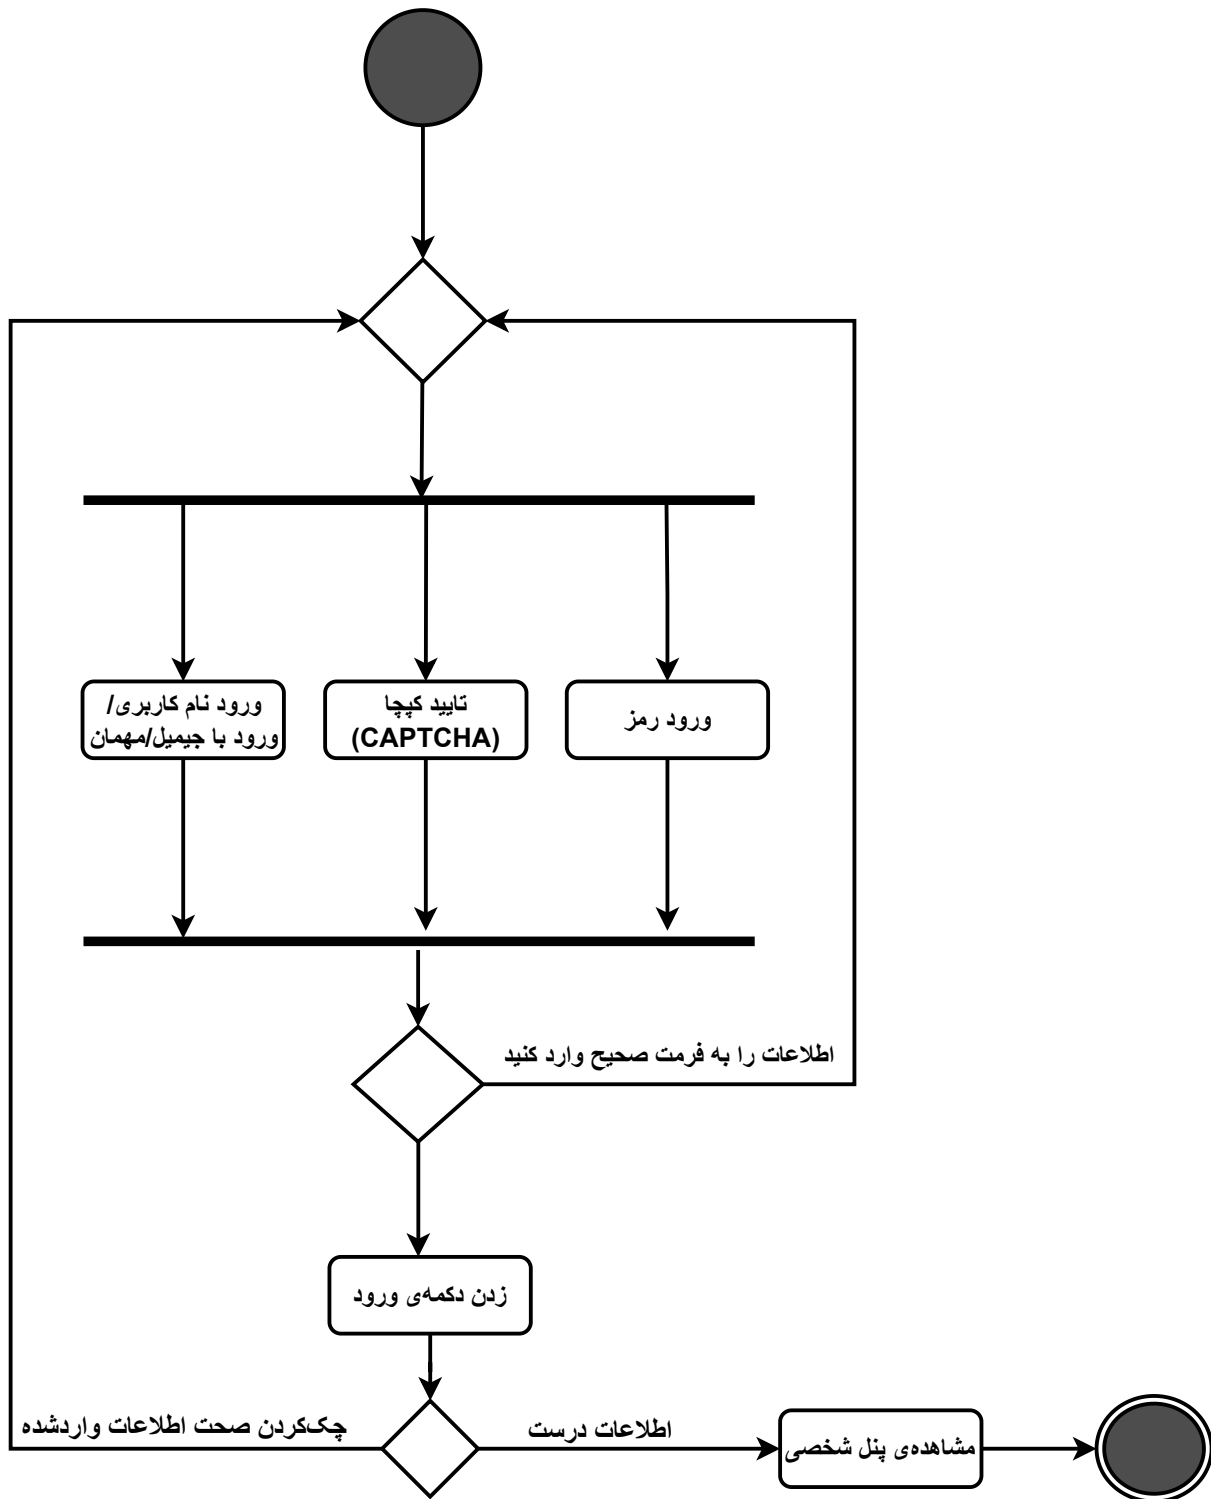 ورود نام کاربری/
ورود با جیمیل/مهمان
تایید کپچا
(CAPTCHA)
ورود رمز
اطلاعات را به فرمت صحیح وارد کنید
زدن دکمه‌ی ورود
چک‌کردن صحت اطلاعات واردشده
اطلاعات درست
مشاهده‌ی پنل شخصی